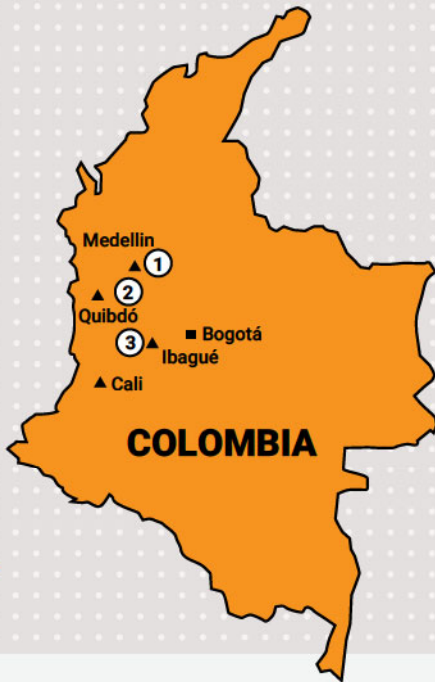 Medellin
1
2
Quibdó
3
Bogotá
Ibagué
Cali
COLOMBIA